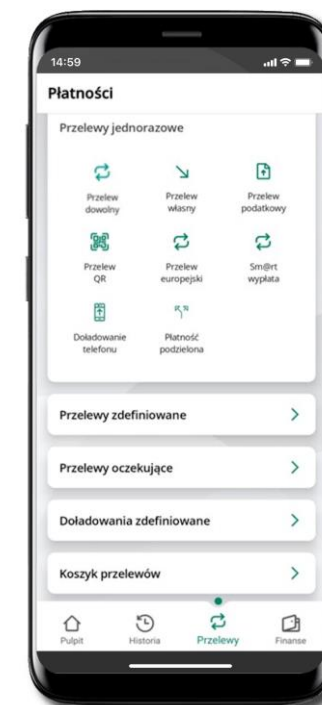 14:59
Płatności
Przelewy jednorazowe
Przelew
dowolny
Przelew
własny
Przelew
podatkowy
Przelew
QR
Przelew
europejski
Sm@rt
wypłata
Doładowanie
telefonu
Płatność
podzielona
Przelewy zdefiniowane
Przelewy oczekujące
Doładowania zdefiniowane
Koszyk przelewów
Pulpit
Historia
Przelewy
Finanse